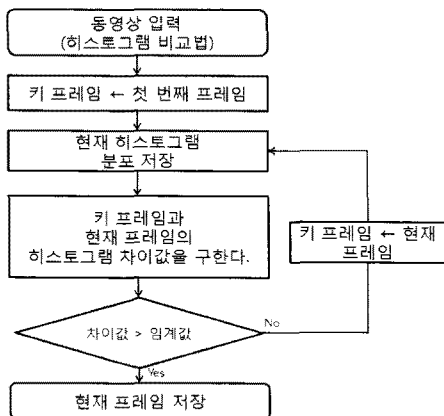 동영상 입력
(히스토그램 비교법)
키 프레임 ← 첫 번째 프레임
현재 히스토그램
분포 저장
키 프레임과
현재 프레임의
히스토그램 차이값을 구한다.
키 프레임 ← 현재
프레임
차이값 > 임계값
No
Yes
현재 프레임 저장